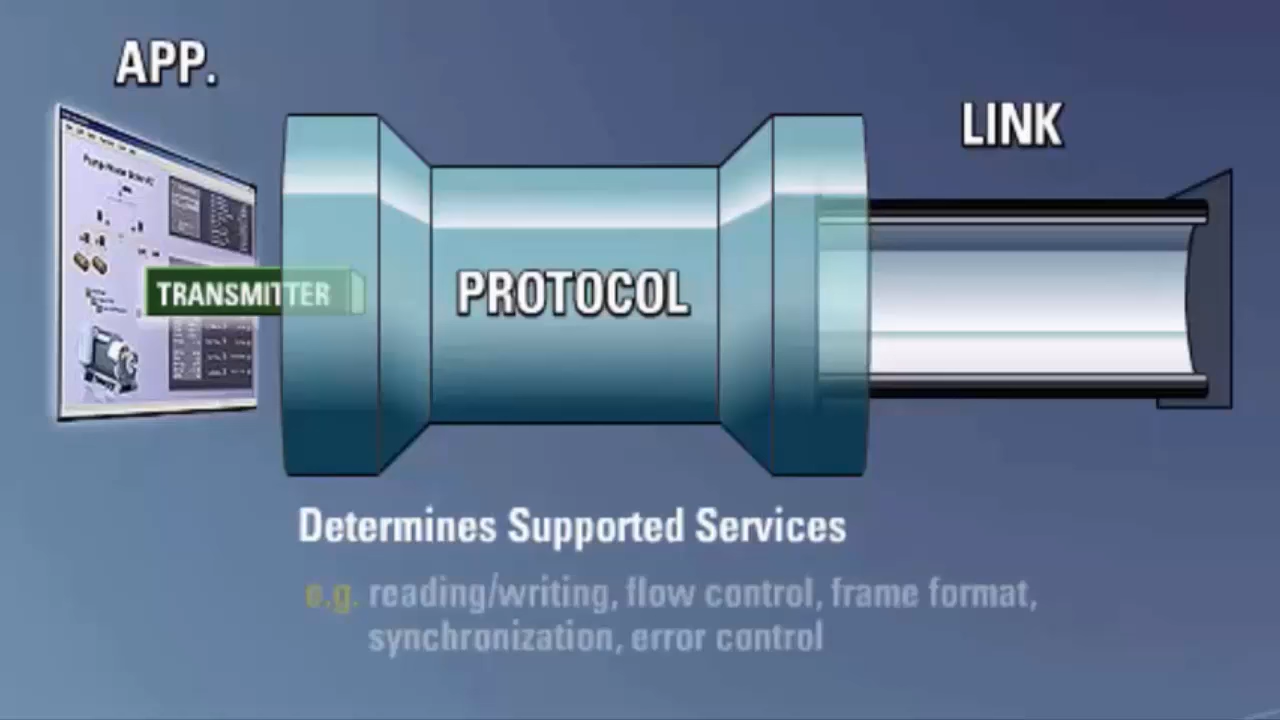 APP.
LINK
TRANSMITTER
PROTOCOL
Determines Supported Services
e.g. reading/writing, flow control, frame format,
synchronization, error control